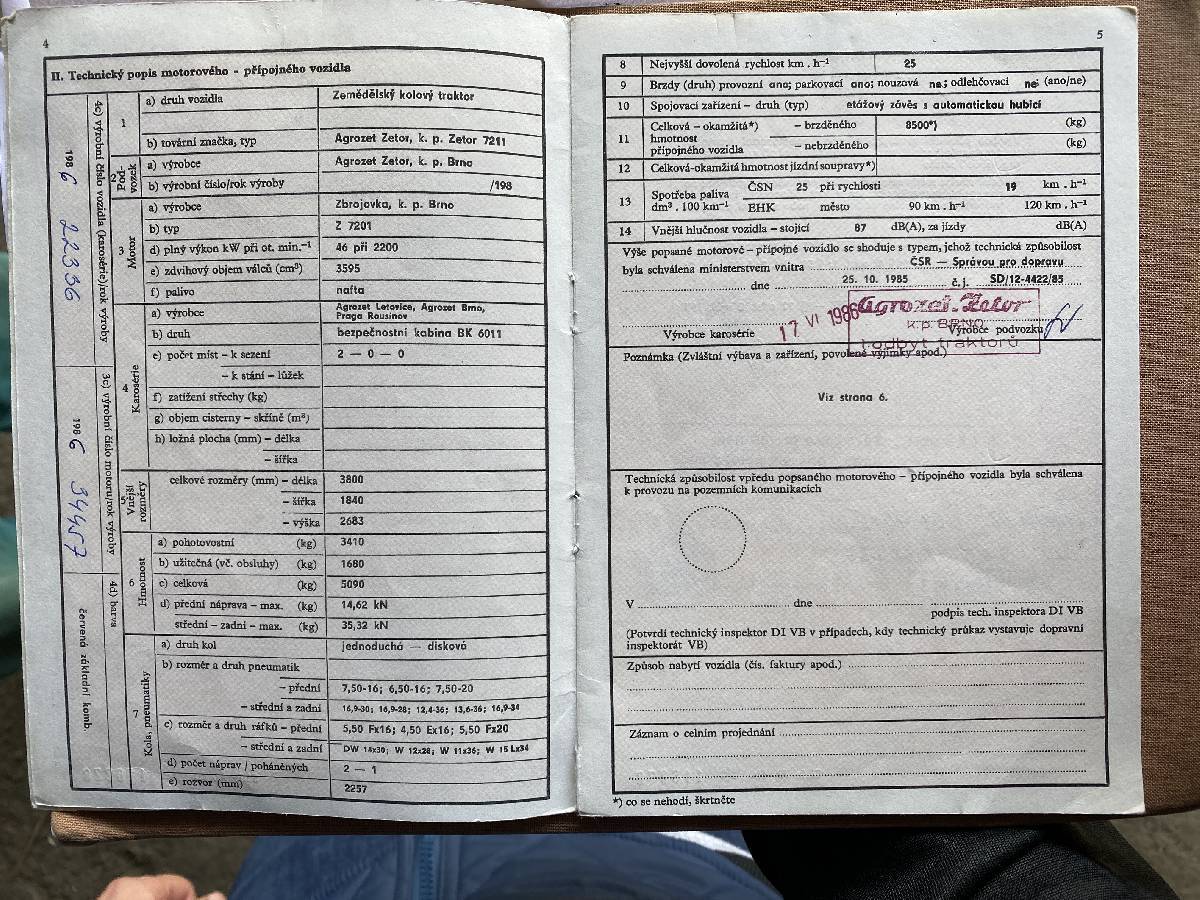 4
II. Technický popis motorového - přípojného vozidla
4c) výrobní číslo vozidla (karosérie)/rok výroby
198 6 22336
3c) výrobní číslo motoru/rok výroby
198 6 34457
4d) barva
červená základní komb.
1
a) druh vozidla Zemědělský kolový traktor
b) tovární značka, typ Agrozet Zetor, k. p. Zetor 7211
2 Pod-vozek
a) výrobce Agrozet Zetor, k. p. Brno
b) výrobní číslo/rok výroby /198
3 Motor
a) výrobce Zbrojovka, k. p. Brno
b) typ Z 7201
d) plný výkon kW při ot. min.⁻¹ 46 při 2200
e) zdvihový objem válců (cm³) 3595
f) palivo nafta
4 Karosérie
a) výrobce Agrozet Letovice, Agrozet Brno,
Praga Rousinov
b) druh bezpečnostní kabina BK 6011
e) počet míst – k sezení 2 — 0 — 0
– k stání – lůžek
f) zatížení střechy (kg)
g) objem cisterny – skříně (m³)
h) ložná plocha (mm) – délka
– šířka
5 Vnější rozměry
celkové rozměry (mm) – délka 3800
– šířka 1840
– výška 2683
6 Hmotnost
a) pohotovostní (kg) 3410
b) užitečná (vč. obsluhy) (kg) 1680
c) celková (kg) 5090
d) přední náprava – max. (kg) 14,62 kN
střední – zadní – max. (kg) 35,32 kN
7 Kola, pneumatiky
a) druh kol jednoduchá — disková
b) rozměr a druh pneumatik
– přední 7,50-16; 6,50-16; 7,50-20
– střední a zadní 16,9-30; 16,9-28; 12,4-36; 13,6-36; 16,9-34
c) rozměr a druh ráfků – přední 5,50 Fx16; 4,50 Ex16; 5,50 Fx20
– střední a zadní DW 14x30; W 12x28; W 11x36; W 15 Lx34
d) počet náprav / poháněných 2 — 1
e) rozvor (mm) 2257
5
8 Nejvyšší dovolená rychlost km . h⁻¹ 25
9 Brzdy (druh) provozní ano; parkovací ano; nouzová ne; odlehčovací ne; (ano/ne)
10 Spojovací zařízení – druh (typ) etážový závěs s automatickou hubicí
11 Celková – okamžitá*) – brzděného 8500*) (kg)
hmotnost
přípojného vozidla – nebrzděného (kg)
12 Celková-okamžitá hmotnost jízdní soupravy*)
13 Spotřeba paliva ČSN 25 při rychlosti 19 km . h⁻¹
dm³ . 100 km⁻¹ EHK město 90 km . h⁻¹ 120 km . h⁻¹
14 Vnější hlučnost vozidla – stojící 87 dB(A), za jízdy dB(A)
Výše popsané motorové – přípojné vozidlo se shoduje s typem, jehož technická způsobilost
byla schválena ministerstvem vnitra ČSR — Správou pro dopravu
dne 25. 10. 1985 č. j. SD/12-4422/85
17 VI 1986
Agrozet Zetor
k.p. BRNO
odbyt traktorů
Výrobce karosérie Výrobce podvozku
Poznámka (Zvláštní výbava a zařízení, povolené výjimky apod.)
Viz strana 6.
Technická způsobilost vpředu popsaného motorového – přípojného vozidla byla schválena
k provozu na pozemních komunikacích
V dne
podpis tech. inspektora DI VB
(Potvrdí technický inspektor DI VB v případech, kdy technický průkaz vystavuje dopravní
inspektorát VB)
Způsob nabytí vozidla (čís. faktury apod.)
Záznam o celním projednání
*) co se nehodí, škrtněte